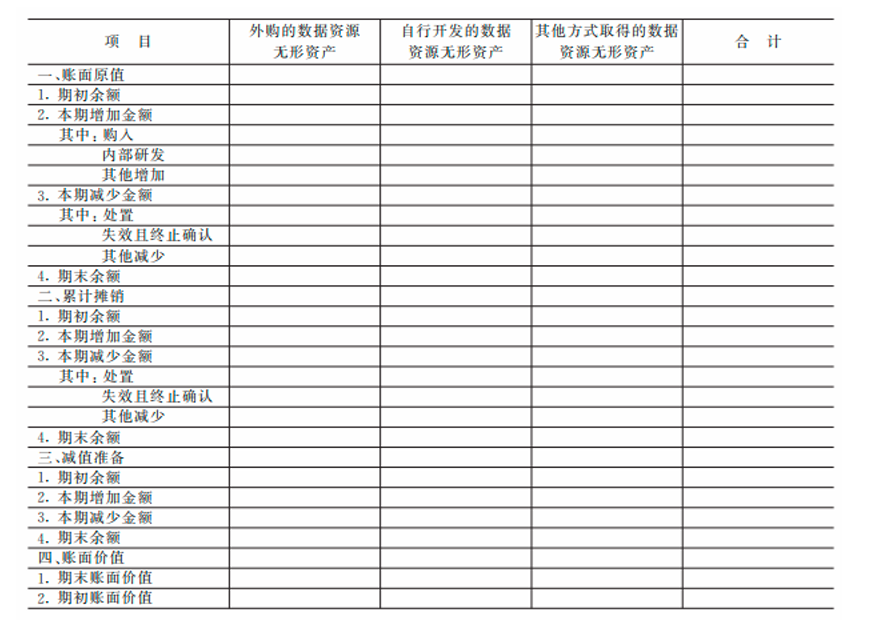 项 目 外购的数据资源无形资产 自行开发的数据资源无形资产 其他方式取得的数据资源无形资产 合 计
一、账面原值
1. 期初余额
2. 本期增加金额
其中:购入
内部研发
其他增加
3. 本期减少金额
其中:处置
失效且终止确认
其他减少
4. 期末余额
二、累计摊销
1. 期初余额
2. 本期增加金额
3. 本期减少金额
其中:处置
失效且终止确认
其他减少
4. 期末余额
三、减值准备
1. 期初余额
2. 本期增加金额
3. 本期减少金额
4. 期末余额
四、账面价值
1. 期末账面价值
2. 期初账面价值